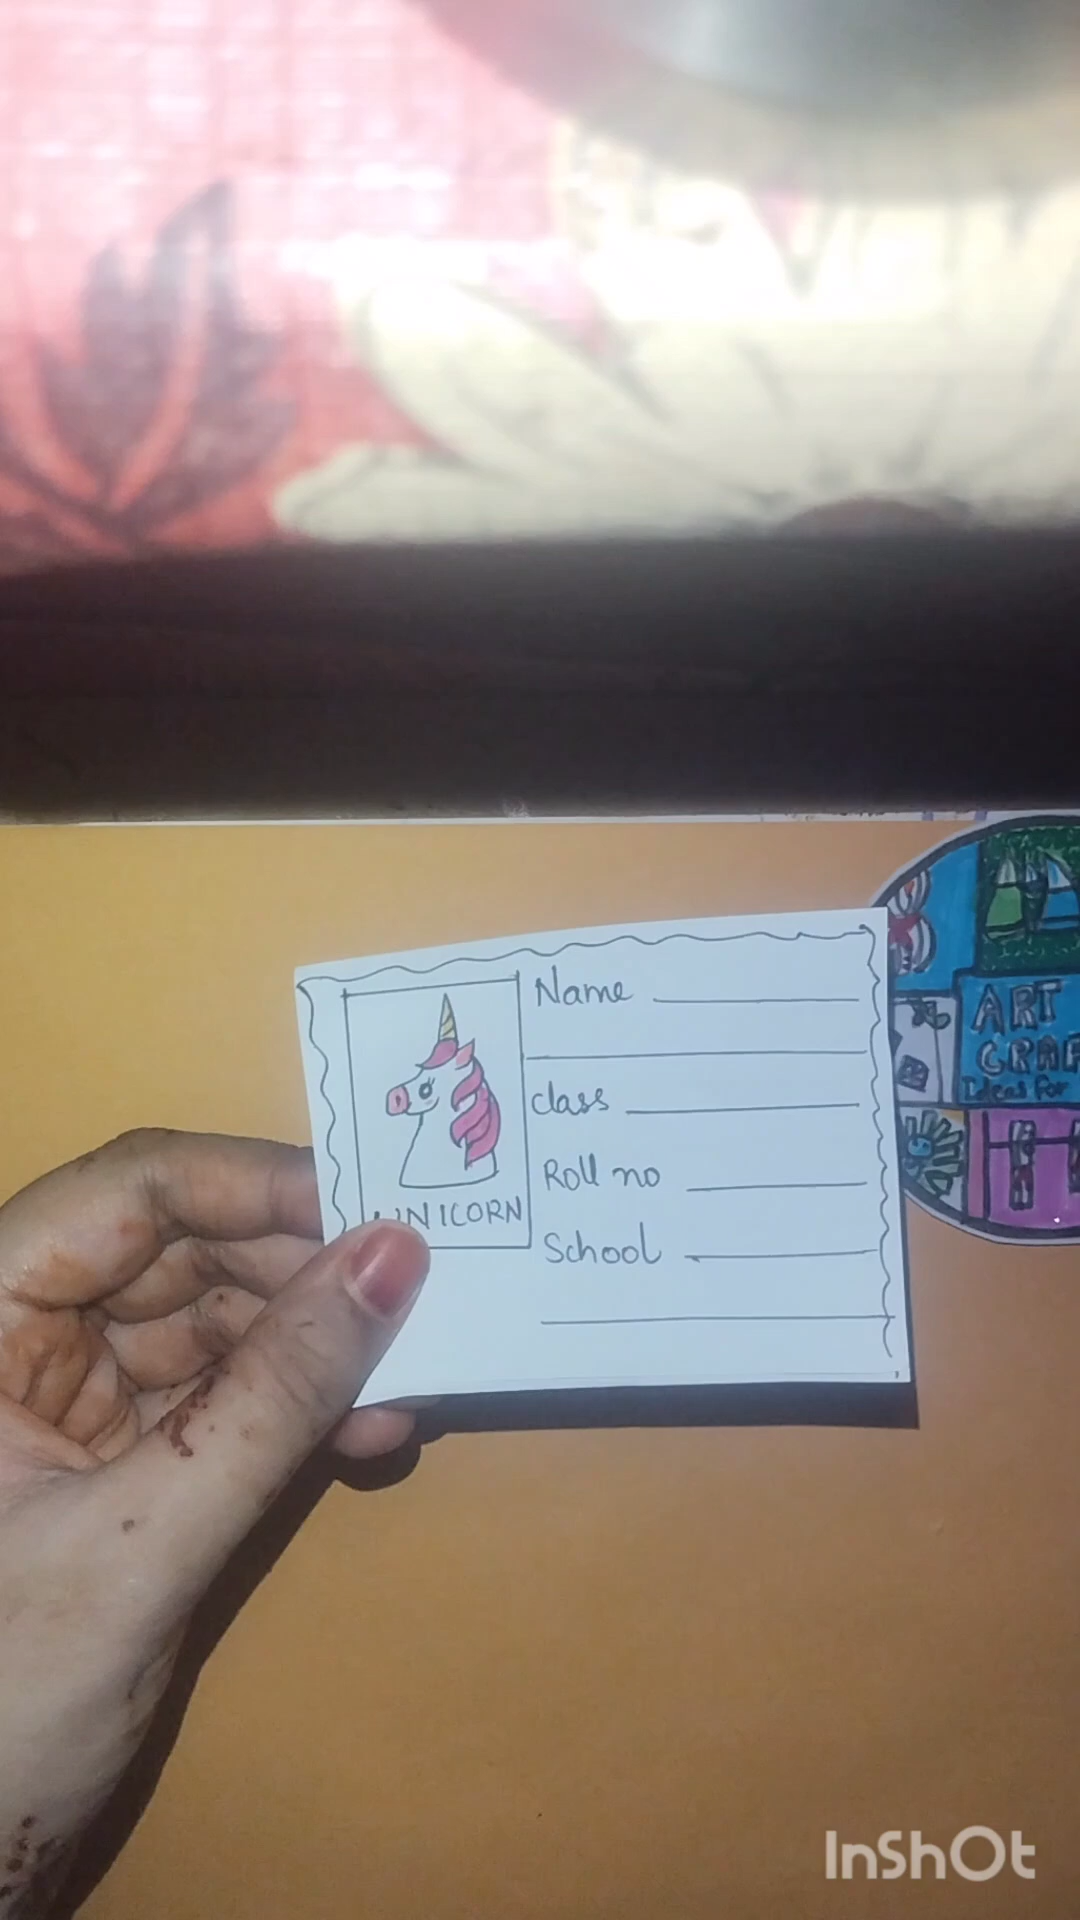 Name
class
Roll no
School
UNICORN
ART
CRAF
Ideas For
InShOt